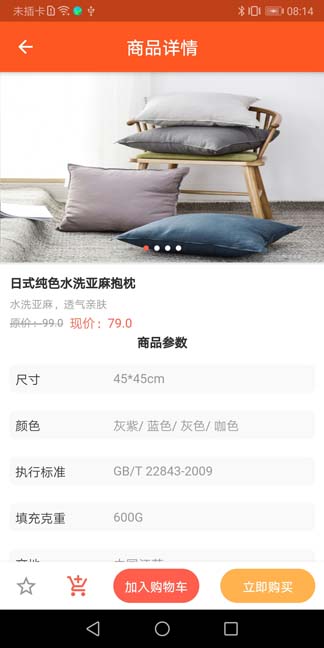 未插卡 08:14
商品详情
日式纯色水洗亚麻抱枕
水洗亚麻，透气亲肤
原价：99.0 现价：79.0
商品参数
尺寸 45*45cm
颜色 灰紫/ 蓝色/ 灰色/ 咖色
执行标准 GB/T 22843-2009
填充克重 600G
加入购物车 立即购买